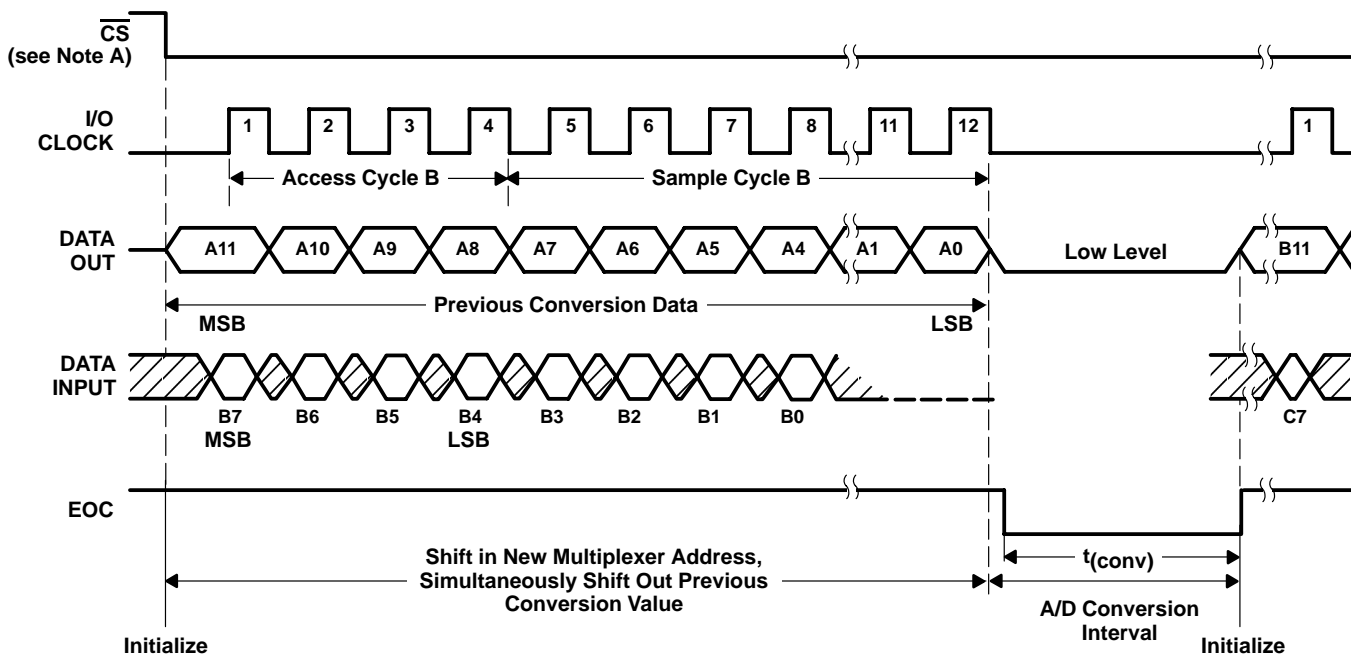 CS
(see Note A)
I/O
CLOCK
1 2 3 4 5 6 7 8 11 12 1
Access Cycle B Sample Cycle B
DATA
OUT
A11 A10 A9 A8 A7 A6 A5 A4 A1 A0 Low Level B11
Previous Conversion Data
MSB LSB
DATA
INPUT
B7 B6 B5 B4 B3 B2 B1 B0 C7
MSB LSB
EOC
Shift in New Multiplexer Address,
Simultaneously Shift Out Previous
Conversion Value
t(conv)
A/D Conversion
Interval
Initialize Initialize